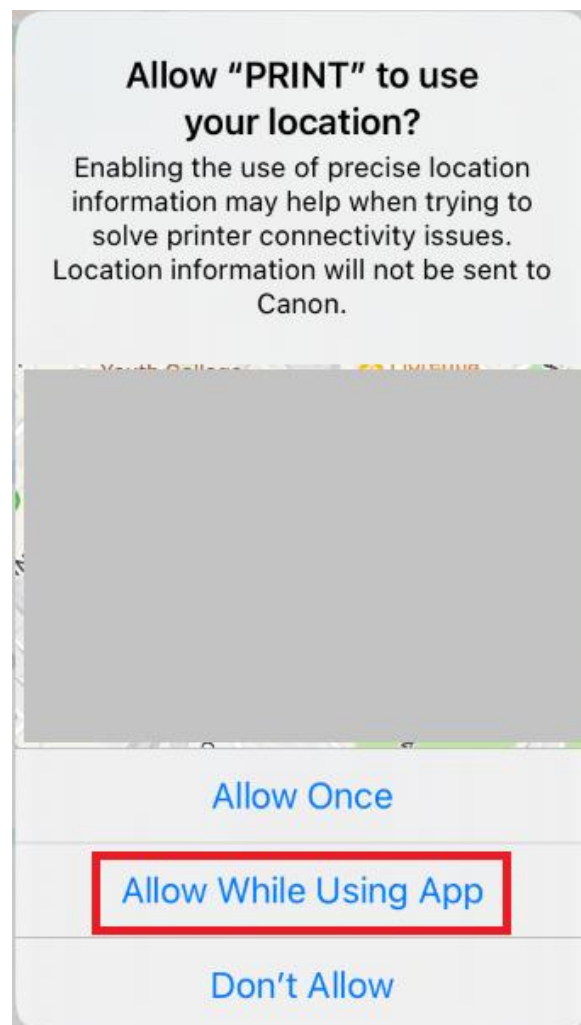 Allow “PRINT” to use
your location?
Enabling the use of precise location
information may help when trying to
solve printer connectivity issues.
Location information will not be sent to
Canon.
Allow Once
Allow While Using App
Don’t Allow